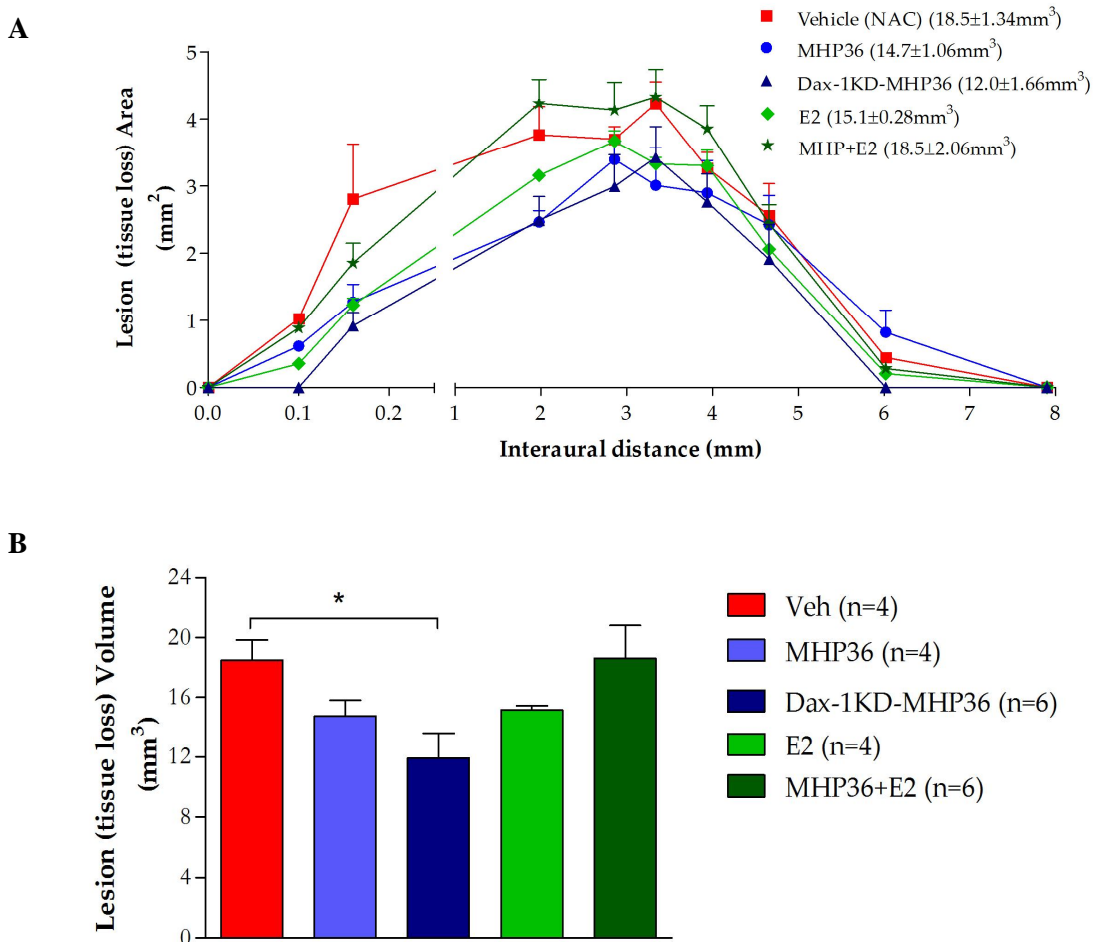 A
Vehicle (NAC) (18.5±1.34mm³)
MHP36 (14.7±1.06mm³)
Dax-1KD-MHP36 (12.0±1.66mm³)
E2 (15.1±0.28mm³)
MHP+E2 (18.5±2.06mm³)
Lesion (tissue loss) Area
(mm²)
5
4
3
2
1
0
0.0 0.1 0.2 1 2 3 4 5 6 7 8
Interaural distance (mm)
B
Lesion (tissue loss) Volume
(mm³)
24
20
16
12
8
4
0
*
Veh (n=4)
MHP36 (n=4)
Dax-1KD-MHP36 (n=6)
E2 (n=4)
MHP36+E2 (n=6)